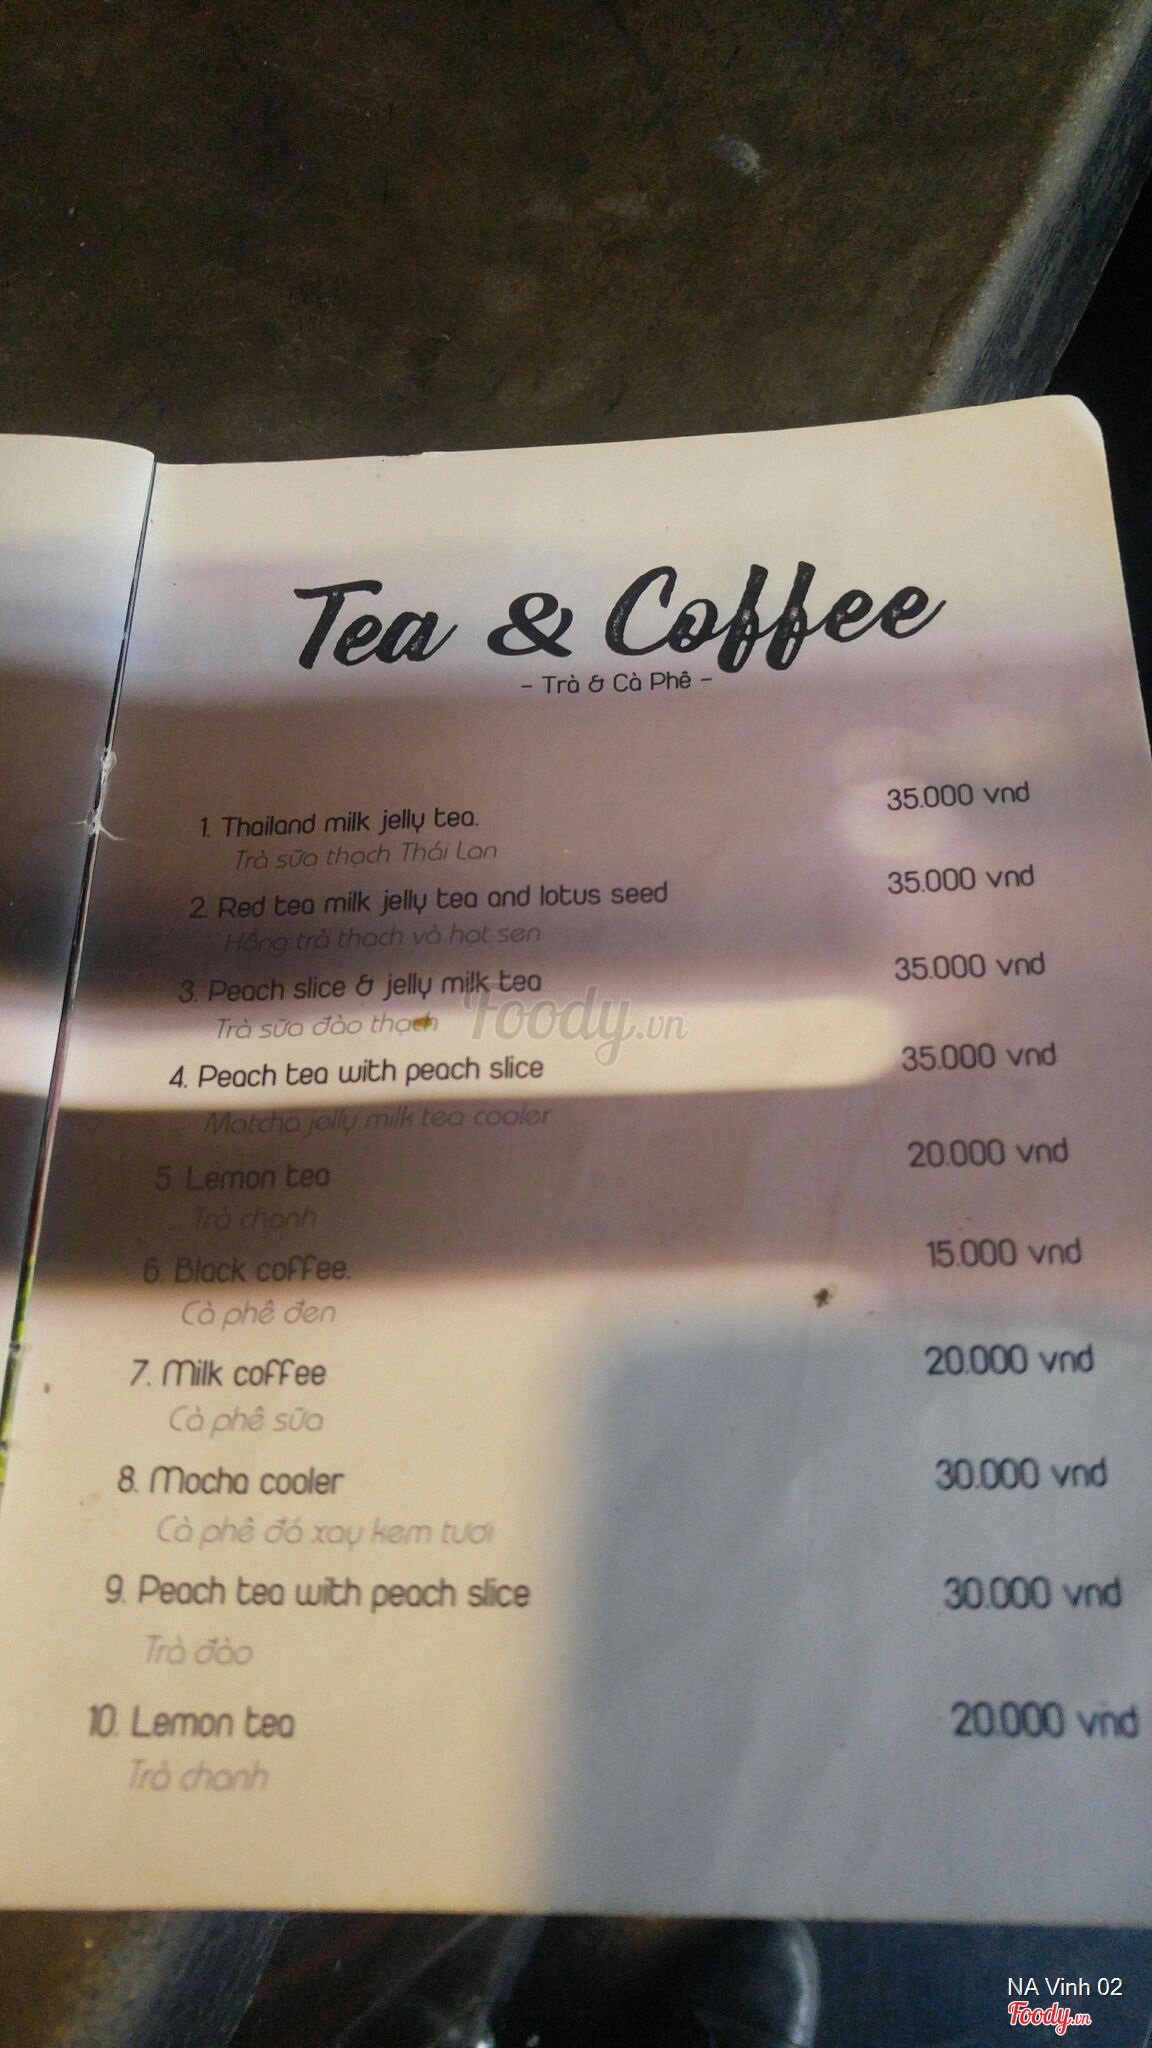 Tea & Coffee
- Trà & Cà Phê -
1. Thailand milk jelly tea. 35.000 vnd
Trà sữa thạch Thái Lan
2. Red tea milk jelly tea and lotus seed 35.000 vnd
Hồng trà thạch và hạt sen
3. Peach slice & jelly milk tea 35.000 vnd
Trà sữa đào thạch
Foody.vn
4. Peach tea with peach slice 35.000 vnd
Matcha jelly milk tea cooler
5. Lemon tea 20.000 vnd
Trà chanh
6. Black coffee. 15.000 vnd
Cà phê đen
7. Milk coffee 20.000 vnd
Cà phê sữa
8. Mocha cooler 30.000 vnd
Cà phê đá xay kem tươi
9. Peach tea with peach slice 30.000 vnd
Trà đào
10. Lemon tea 20.000 vnd
Trà chanh
NA Vinh 02
Foody.vn